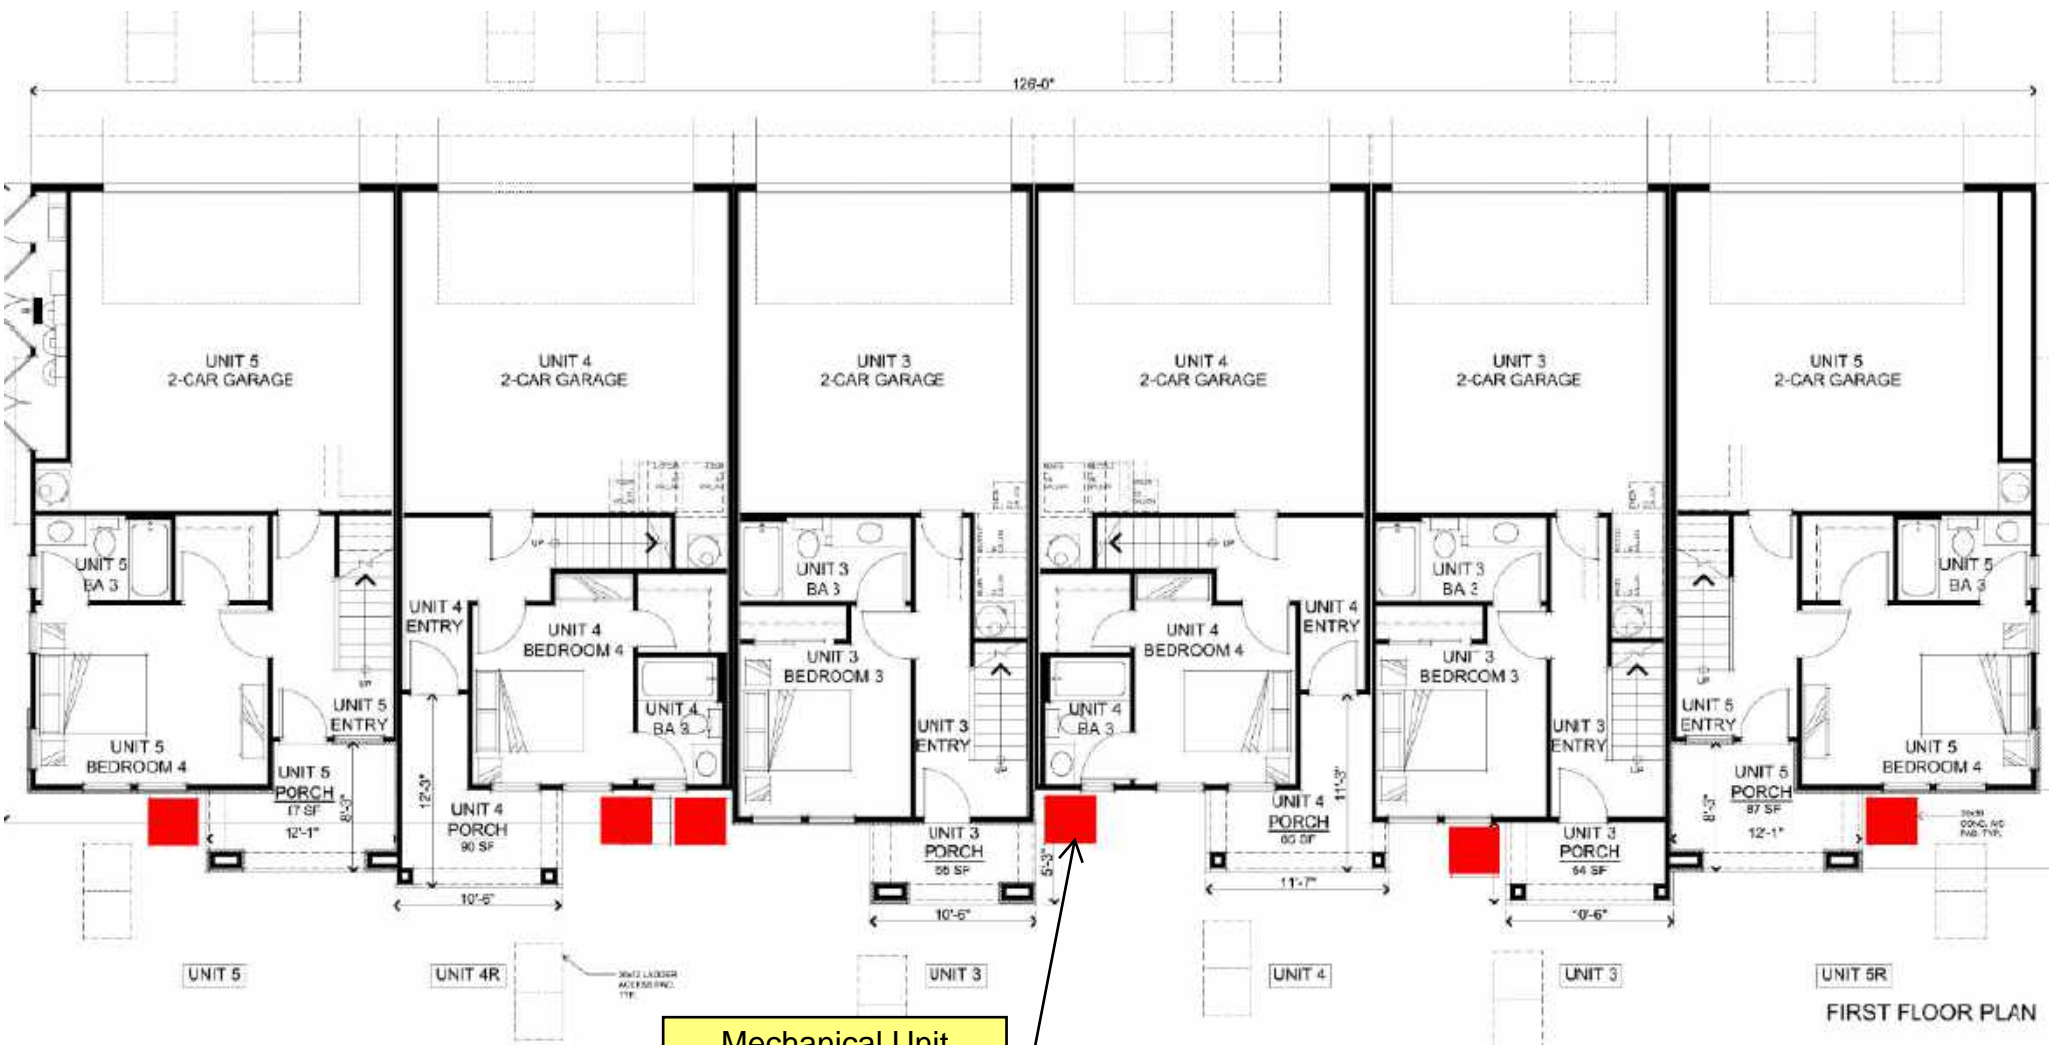 126'-0"
UNIT 5
2-CAR GARAGE
UNIT 4
2-CAR GARAGE
UNIT 3
2-CAR GARAGE
UNIT 4
2-CAR GARAGE
UNIT 3
2-CAR GARAGE
UNIT 5
2-CAR GARAGE
UNIT 5
BA 3
UP
UNIT 5
ENTRY
UNIT 5
BEDROOM 4
UNIT 5
PORCH
12'-1"
8'-3"
UP
UNIT 4
ENTRY
UNIT 4
BEDROOM 4
UNIT 4
BA 3
12'-3"
UNIT 4
PORCH
90 SF
10'-6"
UNIT 3
BA 3
UNIT 3
BEDROOM 3
UNIT 3
ENTRY
UNIT 3
PORCH
5'-3"
10'-6"
UP
UNIT 4
BEDROOM 4
UNIT 4
ENTRY
UNIT 4
BA 3
UNIT 4
PORCH
11'-3"
11'-7"
UNIT 3
BA 3
UNIT 3
BEDROOM 3
UNIT 3
ENTRY
UNIT 3
PORCH
64 SF
UNIT 5
BA 3
UP
UNIT 5
ENTRY
UNIT 5
BEDROOM 4
UNIT 5
PORCH
87 SF
8'-3"
12'-1"
UNIT 5
UNIT 4R
UNIT 3
UNIT 4
UNIT 3
UNIT 5R
FIRST FLOOR PLAN
Mechanical Unit